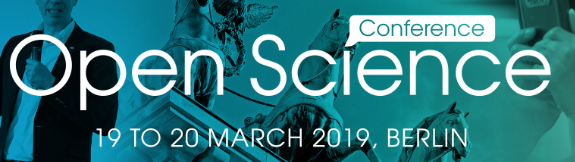 Conference
Open Science
19 TO 20 MARCH 2019, BERLIN